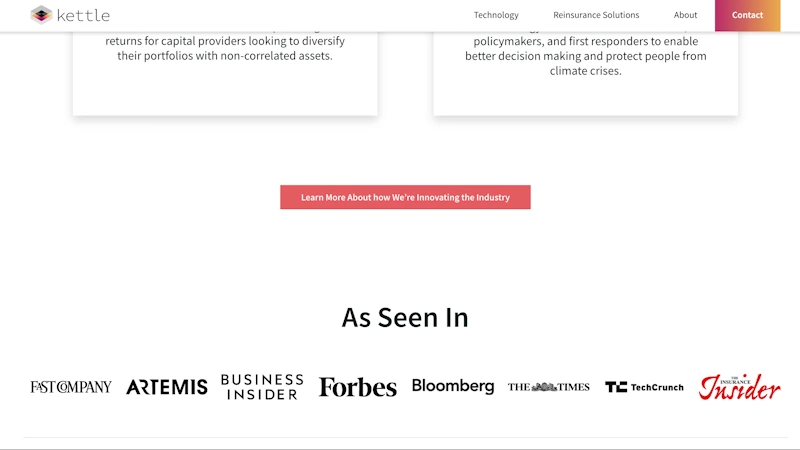 kettle
Technology
Reinsurance Solutions
About
Contact
returns for capital providers looking to diversify
their portfolios with non-correlated assets.
policymakers, and first responders to enable
better decision making and protect people from
climate crises.
Learn More About how We're Innovating the Industry
As Seen In
FAST COMPANY
ARTEMIS
BUSINESS
INSIDER
Forbes
Bloomberg
THE TIMES
TC TechCrunch
THE
INSURANCE
Insider